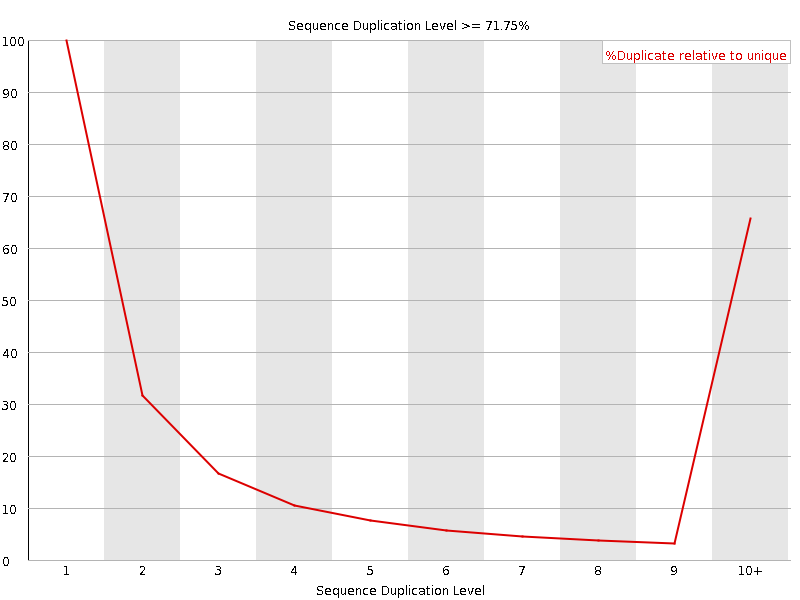 Sequence Duplication Level >= 71.75%
%Duplicate relative to unique
100
90
80
70
60
50
40
30
20
10
0
1 2 3 4 5 6 7 8 9 10+
Sequence Duplication Level